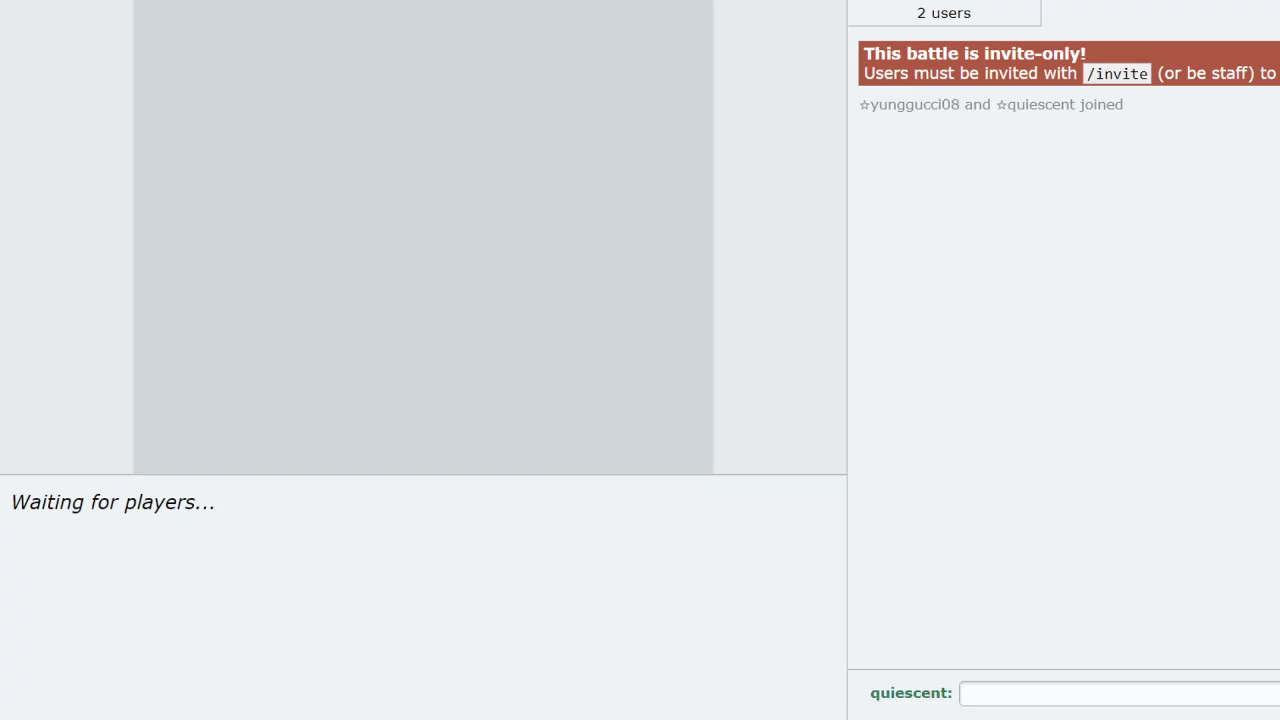 2 users
This battle is invite-only!
Users must be invited with /invite (or be staff) to
☆yunggucci08 and ☆quiescent joined
Waiting for players...
quiescent: